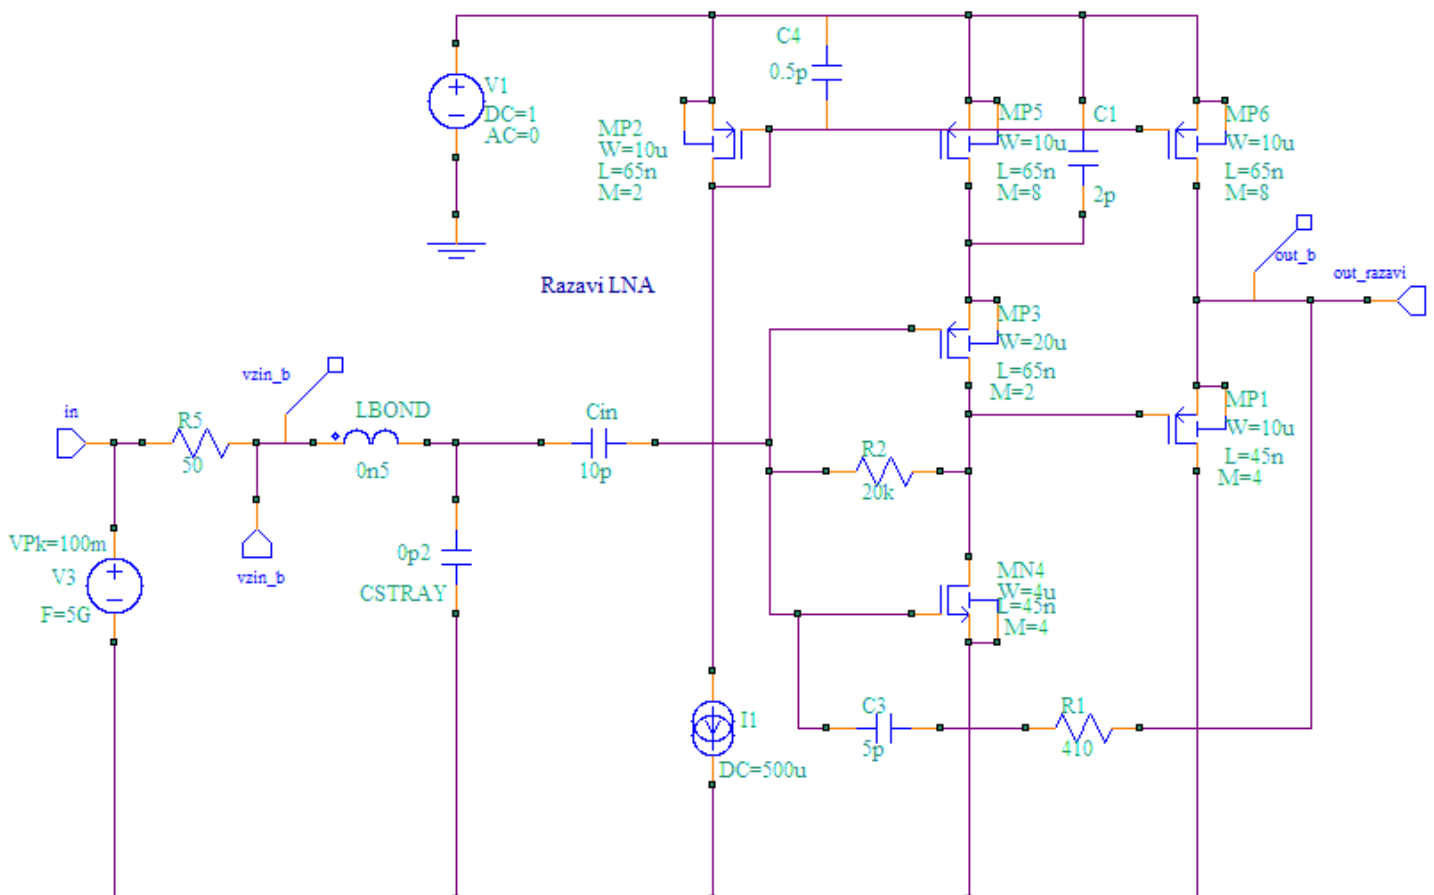 C4
0.5p
V1
DC=1
AC=0
MP2
W=10u
L=65n
M=2
MP5
W=10u
L=65n
M=8
C1
2p
MP6
W=10u
L=65n
M=8
Razavi LNA
out_b
out_razavi
MP3
W=20u
L=65n
M=2
vzin_b
in
R5
50
LBOND
0n5
Cin
10p
R2
20k
MP1
W=10u
L=45n
M=4
VPk=100m
V3
F=5G
vzin_b
0p2
CSTRAY
MN4
W=4u
L=45n
M=4
I1
DC=500u
C3
5p
R1
410